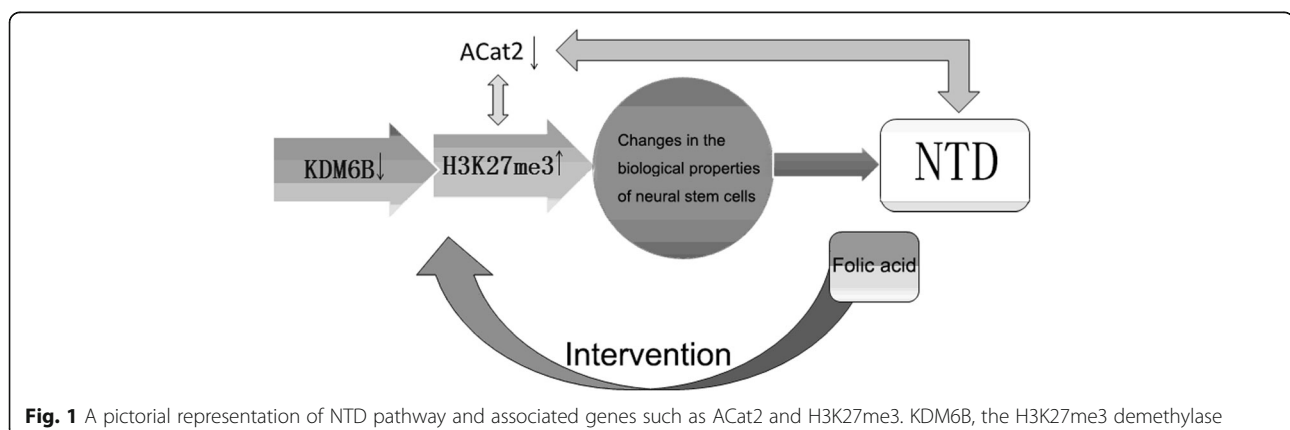 ACat2↓
KDM6B↓
H3K27me3↑
Changes in the
biological properties
of neural stem cells
NTD
Folic acid
Intervention
Fig. 1 A pictorial representation of NTD pathway and associated genes such as ACat2 and H3K27me3. KDM6B, the H3K27me3 demethylase